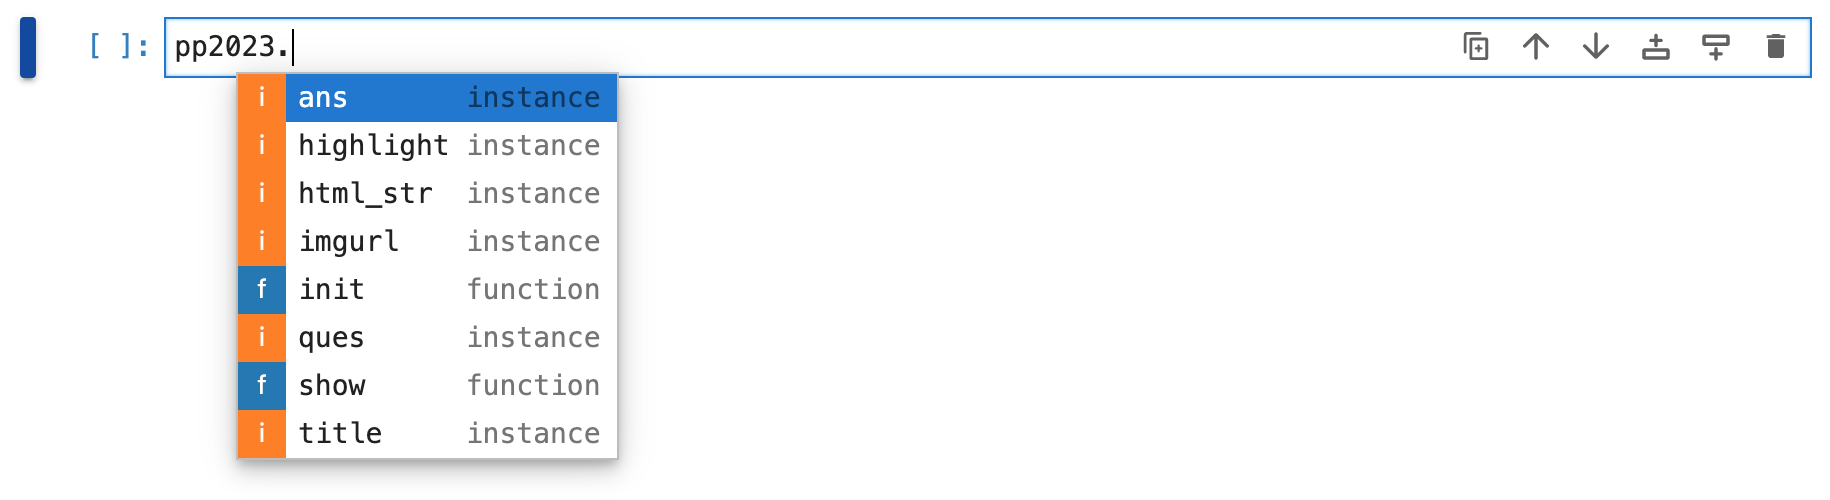 [ ]: pp2023.
i ans instance
i highlight instance
i html_str instance
i imgurl instance
f init function
i ques instance
f show function
i title instance